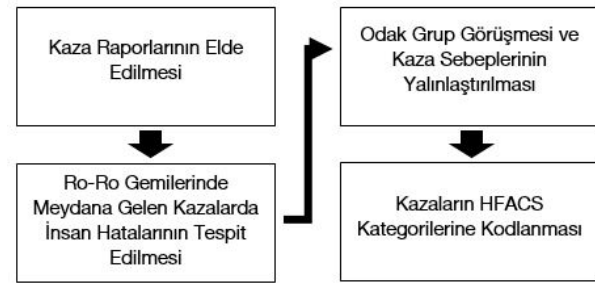 Kaza Raporlarının Elde
Edilmesi
Ro-Ro Gemilerinde
Meydana Gelen Kazalarda
İnsan Hatalarının Tespit
Edilmesi
Odak Grup Görüşmesi ve
Kaza Sebeplerinin
Yalınlaştırılması
Kazaların HFACS
Kategorilerine Kodlanması